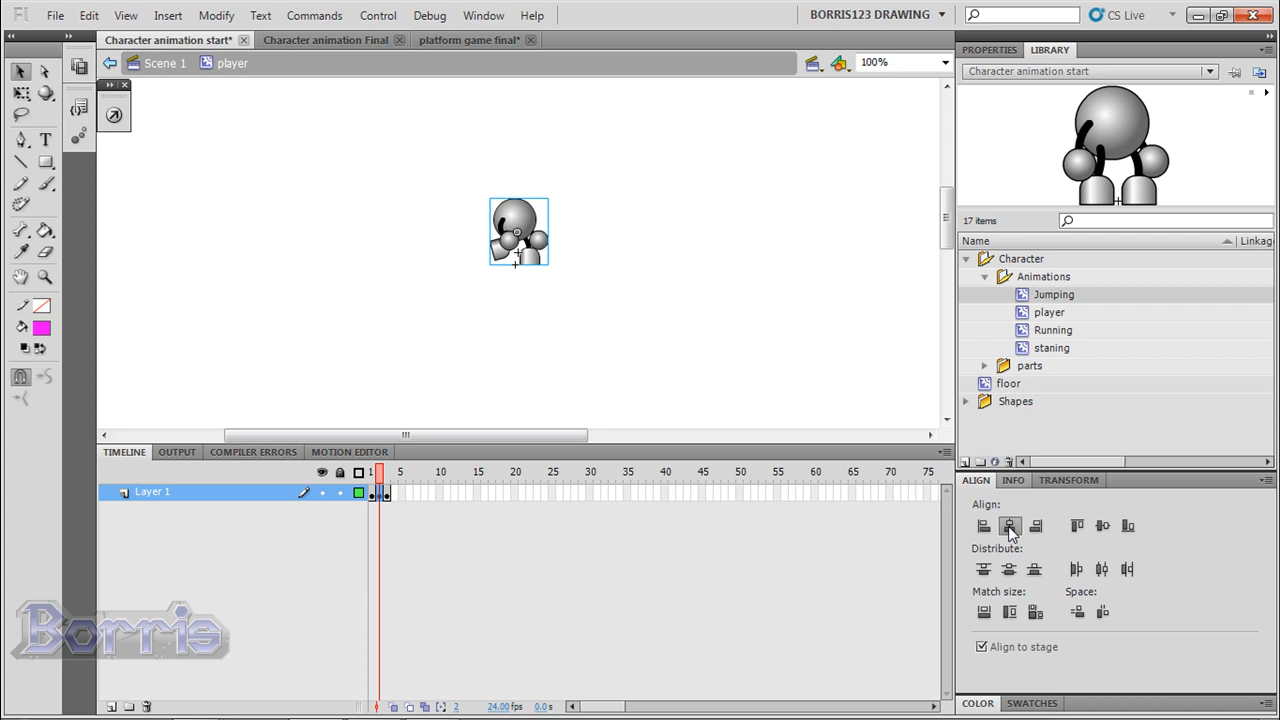 Fl File Edit View Insert Modify Text Commands Control Debug Window Help BORRIS123 DRAWING CS Live
Character animation start* Character animation Final platform game final*
Scene 1 player 100%
PROPERTIES LIBRARY
Character animation start
17 items
Name Linkag
Character
Animations
Jumping
player
Running
staning
parts
floor
Shapes
TIMELINE OUTPUT COMPILER ERRORS MOTION EDITOR
1 5 10 15 20 25 30 35 40 45 50 55 60 65 70 75
Layer 1
ALIGN INFO TRANSFORM
Align:
Distribute:
Match size: Space:
Align to stage
Borris
2 24.00 fps 0.0 s
COLOR SWATCHES